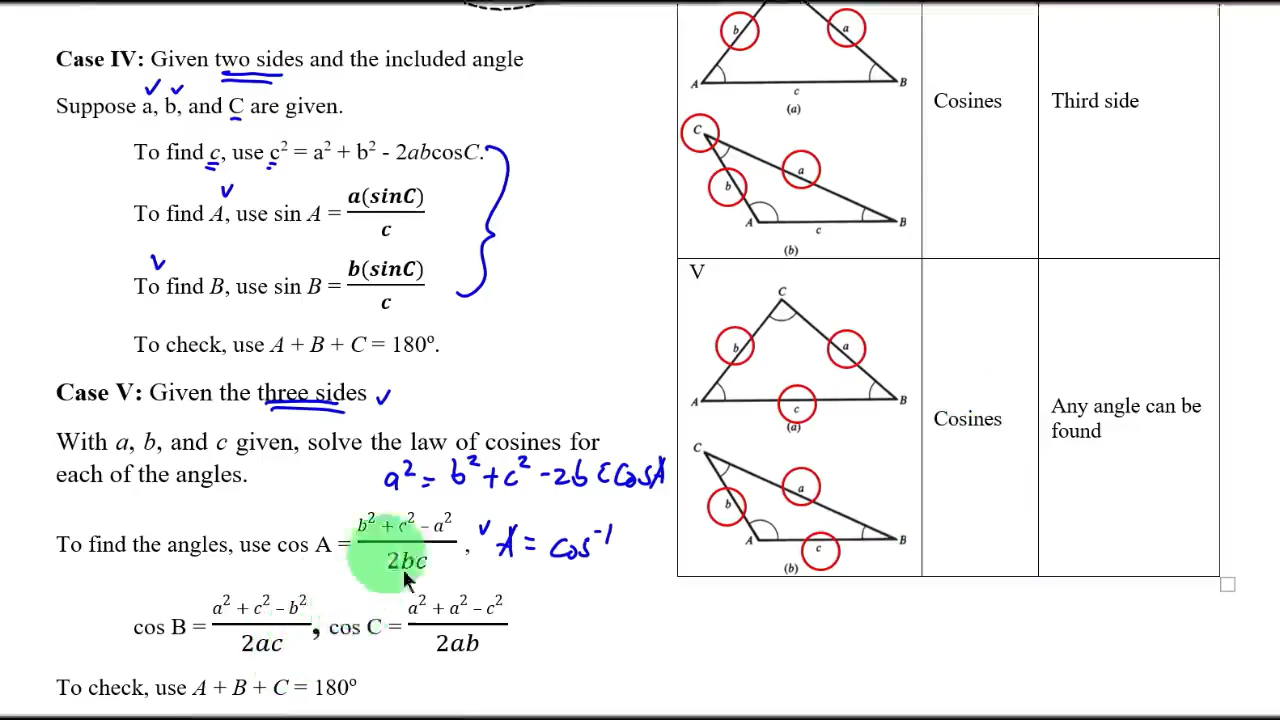 Case IV: Given two sides and the included angle
Suppose a, b, and C are given.
To find c, use c² = a² + b² - 2abcosC.
To find A, use sin A = a(sinC) / c
To find B, use sin B = b(sinC) / c
To check, use A + B + C = 180º.
Case V: Given the three sides
With a, b, and c given, solve the law of cosines for
each of the angles.
a² = b² + c² - 2b c cosA
To find the angles, use cos A = b² + c² – a² / 2bc , A = cos⁻¹
cos B = a² + c² – b² / 2ac , cos C = a² + a² – c² / 2ab
To check, use A + B + C = 180º
b
a
A
c
B
(a)
C
a
b
A
c
B
(b)
Cosines
Third side
V
C
b
a
A
c
B
(a)
C
a
b
A
c
B
(b)
Cosines
Any angle can be
found